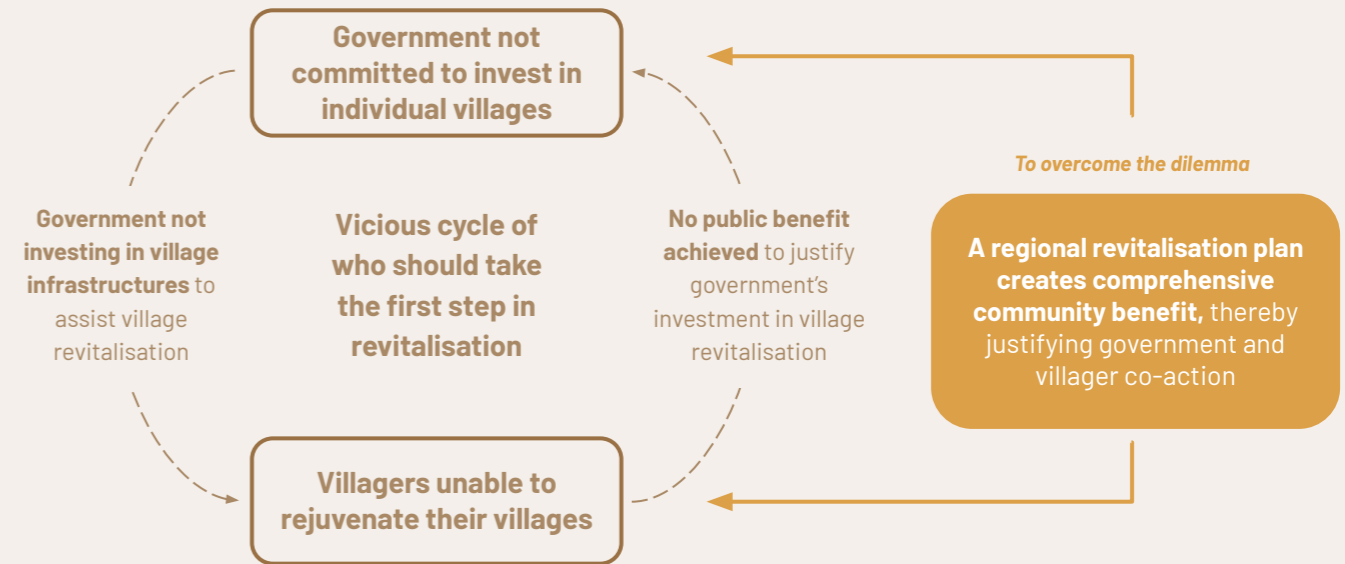 Government not
committed to invest in
individual villages
Government not
investing in village
infrastructures to
assist village
revitalisation
Vicious cycle of
who should take
the first step in
revitalisation
No public benefit
achieved to justify
government's
investment in village
revitalisation
Villagers unable to
rejuvenate their villages
To overcome the dilemma
A regional revitalisation plan
creates comprehensive
community benefit, thereby
justifying government and
villager co-action